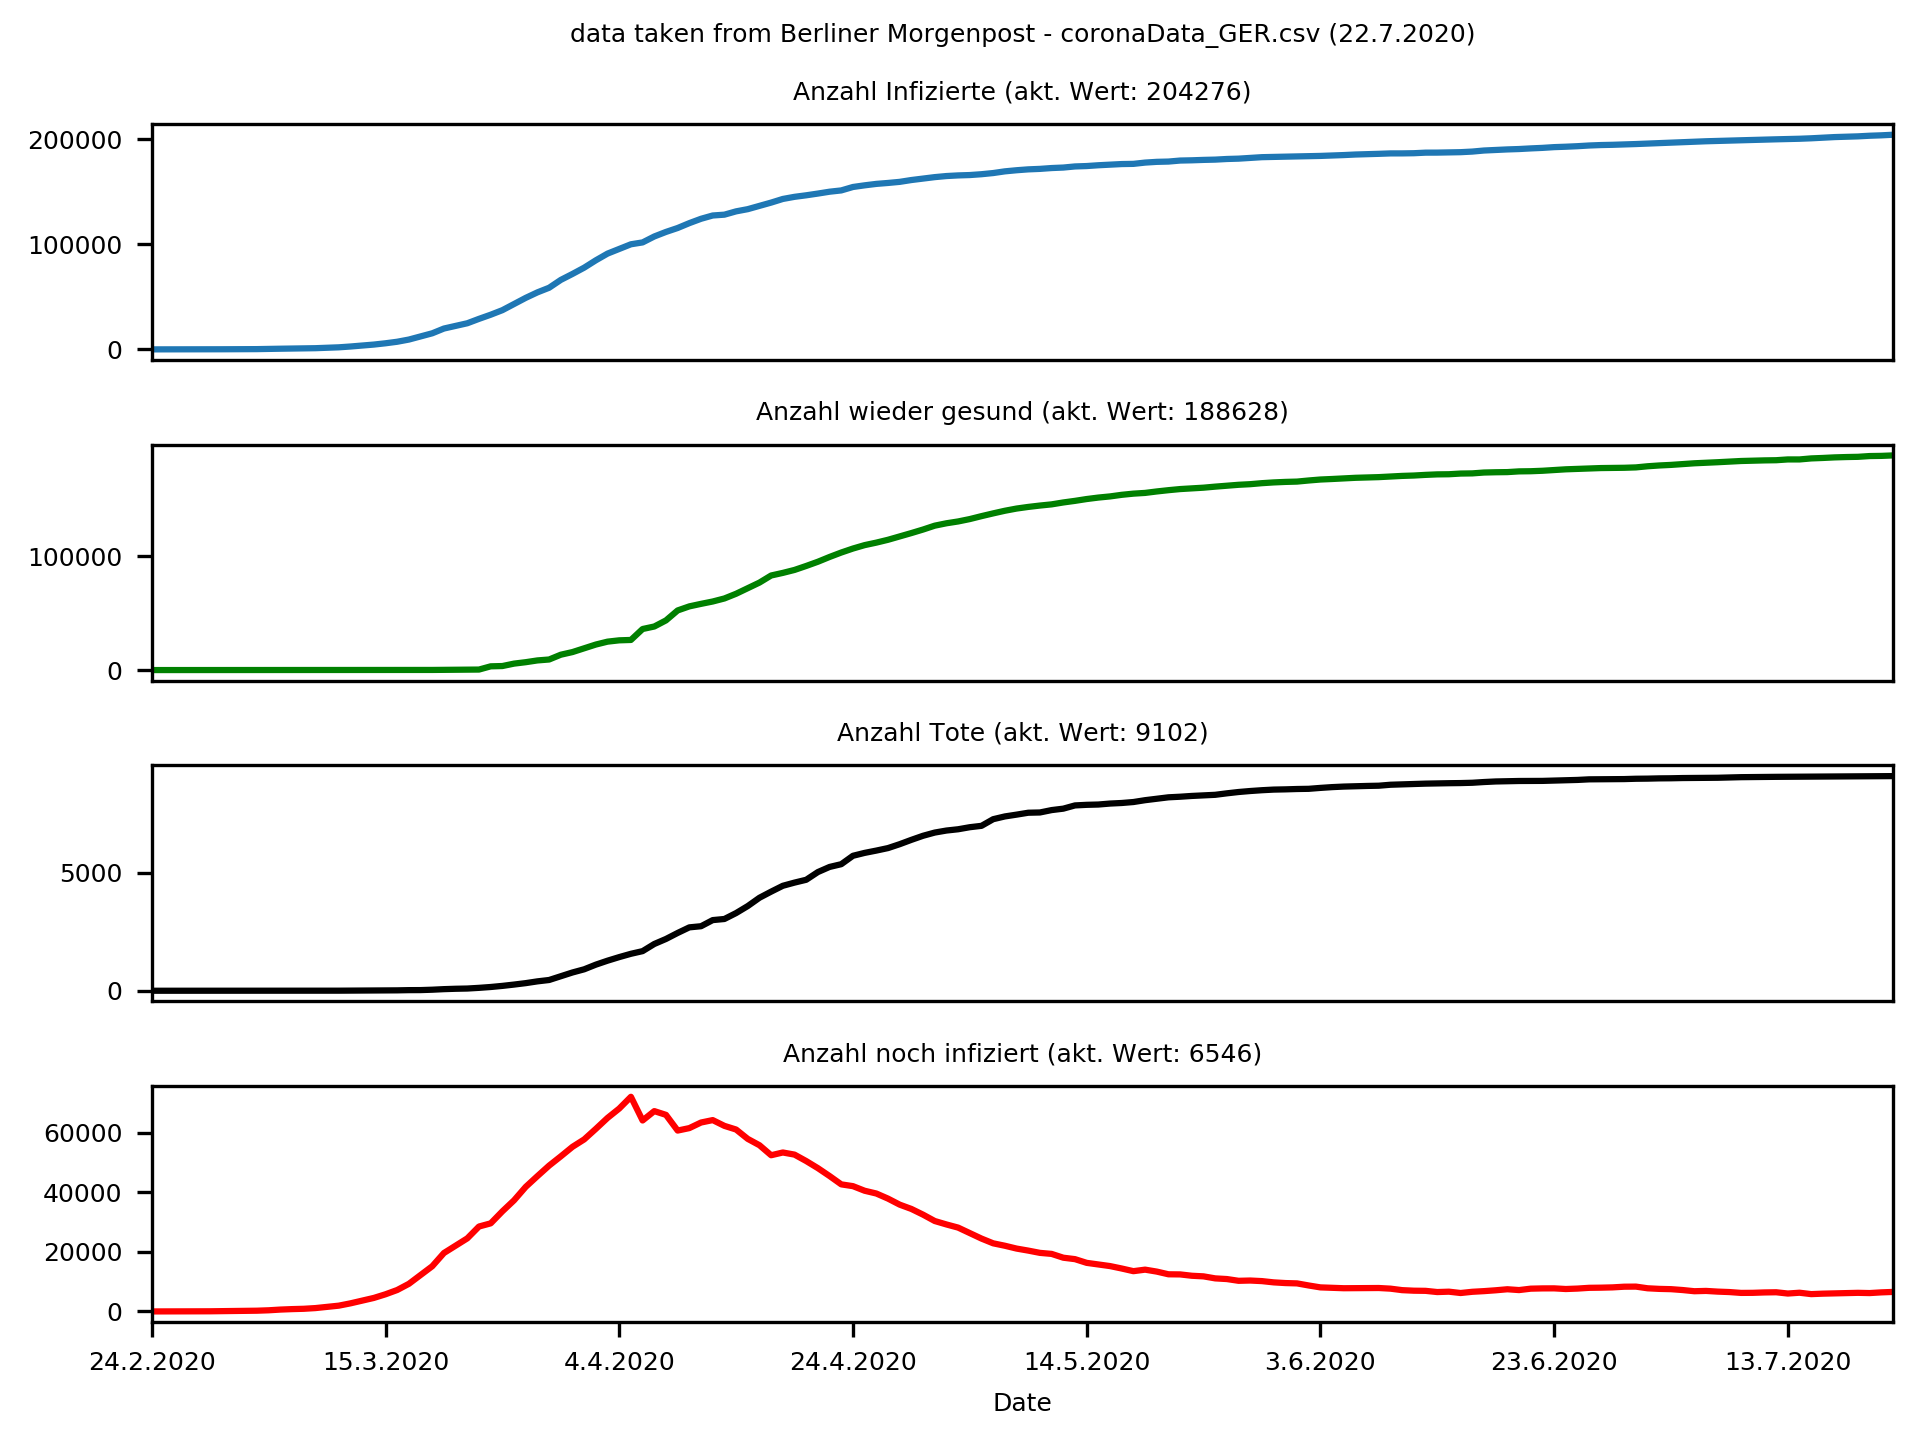 data taken from Berliner Morgenpost - coronaData_GER.csv (22.7.2020)
Anzahl Infizierte (akt. Wert: 204276)
200000
100000
0
Anzahl wieder gesund (akt. Wert: 188628)
100000
0
Anzahl Tote (akt. Wert: 9102)
5000
0
Anzahl noch infiziert (akt. Wert: 6546)
60000
40000
20000
0
24.2.2020 15.3.2020 4.4.2020 24.4.2020 14.5.2020 3.6.2020 23.6.2020 13.7.2020
Date